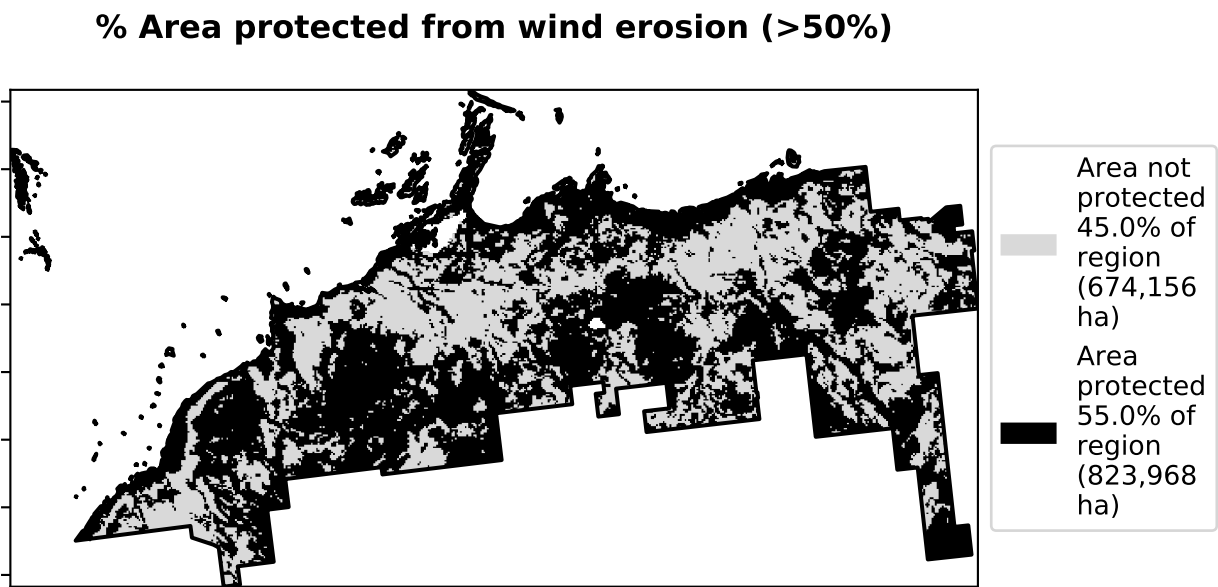 % Area protected from wind erosion (>50%)
Area not
protected
45.0% of
region
(674,156
ha)
Area
protected
55.0% of
region
(823,968
ha)